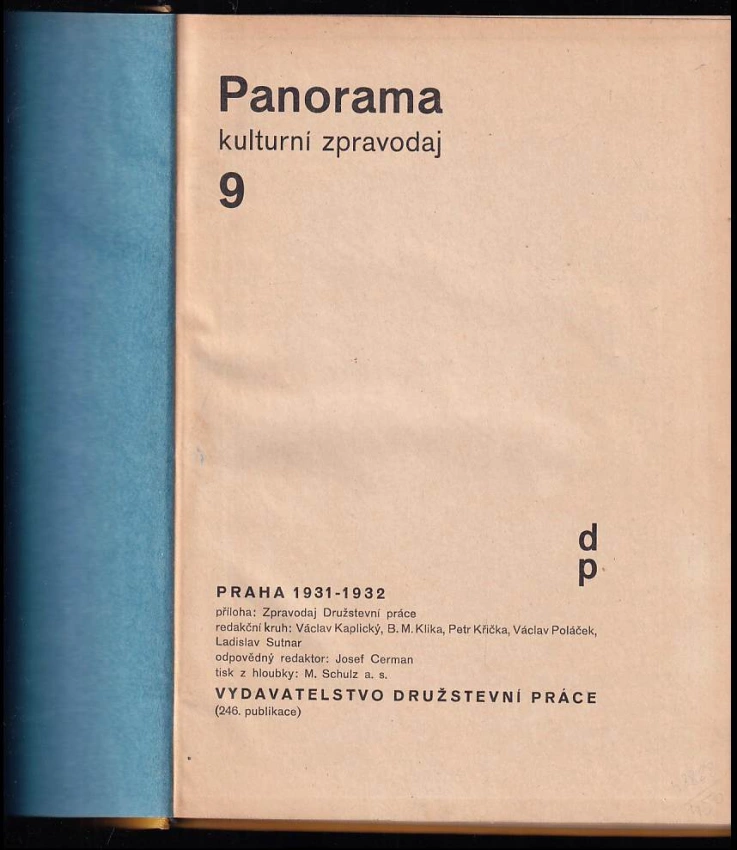 Panorama
kulturní zpravodaj
9
d
p
PRAHA 1931-1932
příloha: Zpravodaj Družstevní práce
redakční kruh: Václav Kaplický, B. M. Klika, Petr Křička, Václav Poláček,
Ladislav Sutnar
odpovědný redaktor: Josef Cerman
tisk z hloubky: M. Schulz a. s.
VYDAVATELSTVO DRUŽSTEVNÍ PRÁCE
(246. publikace)